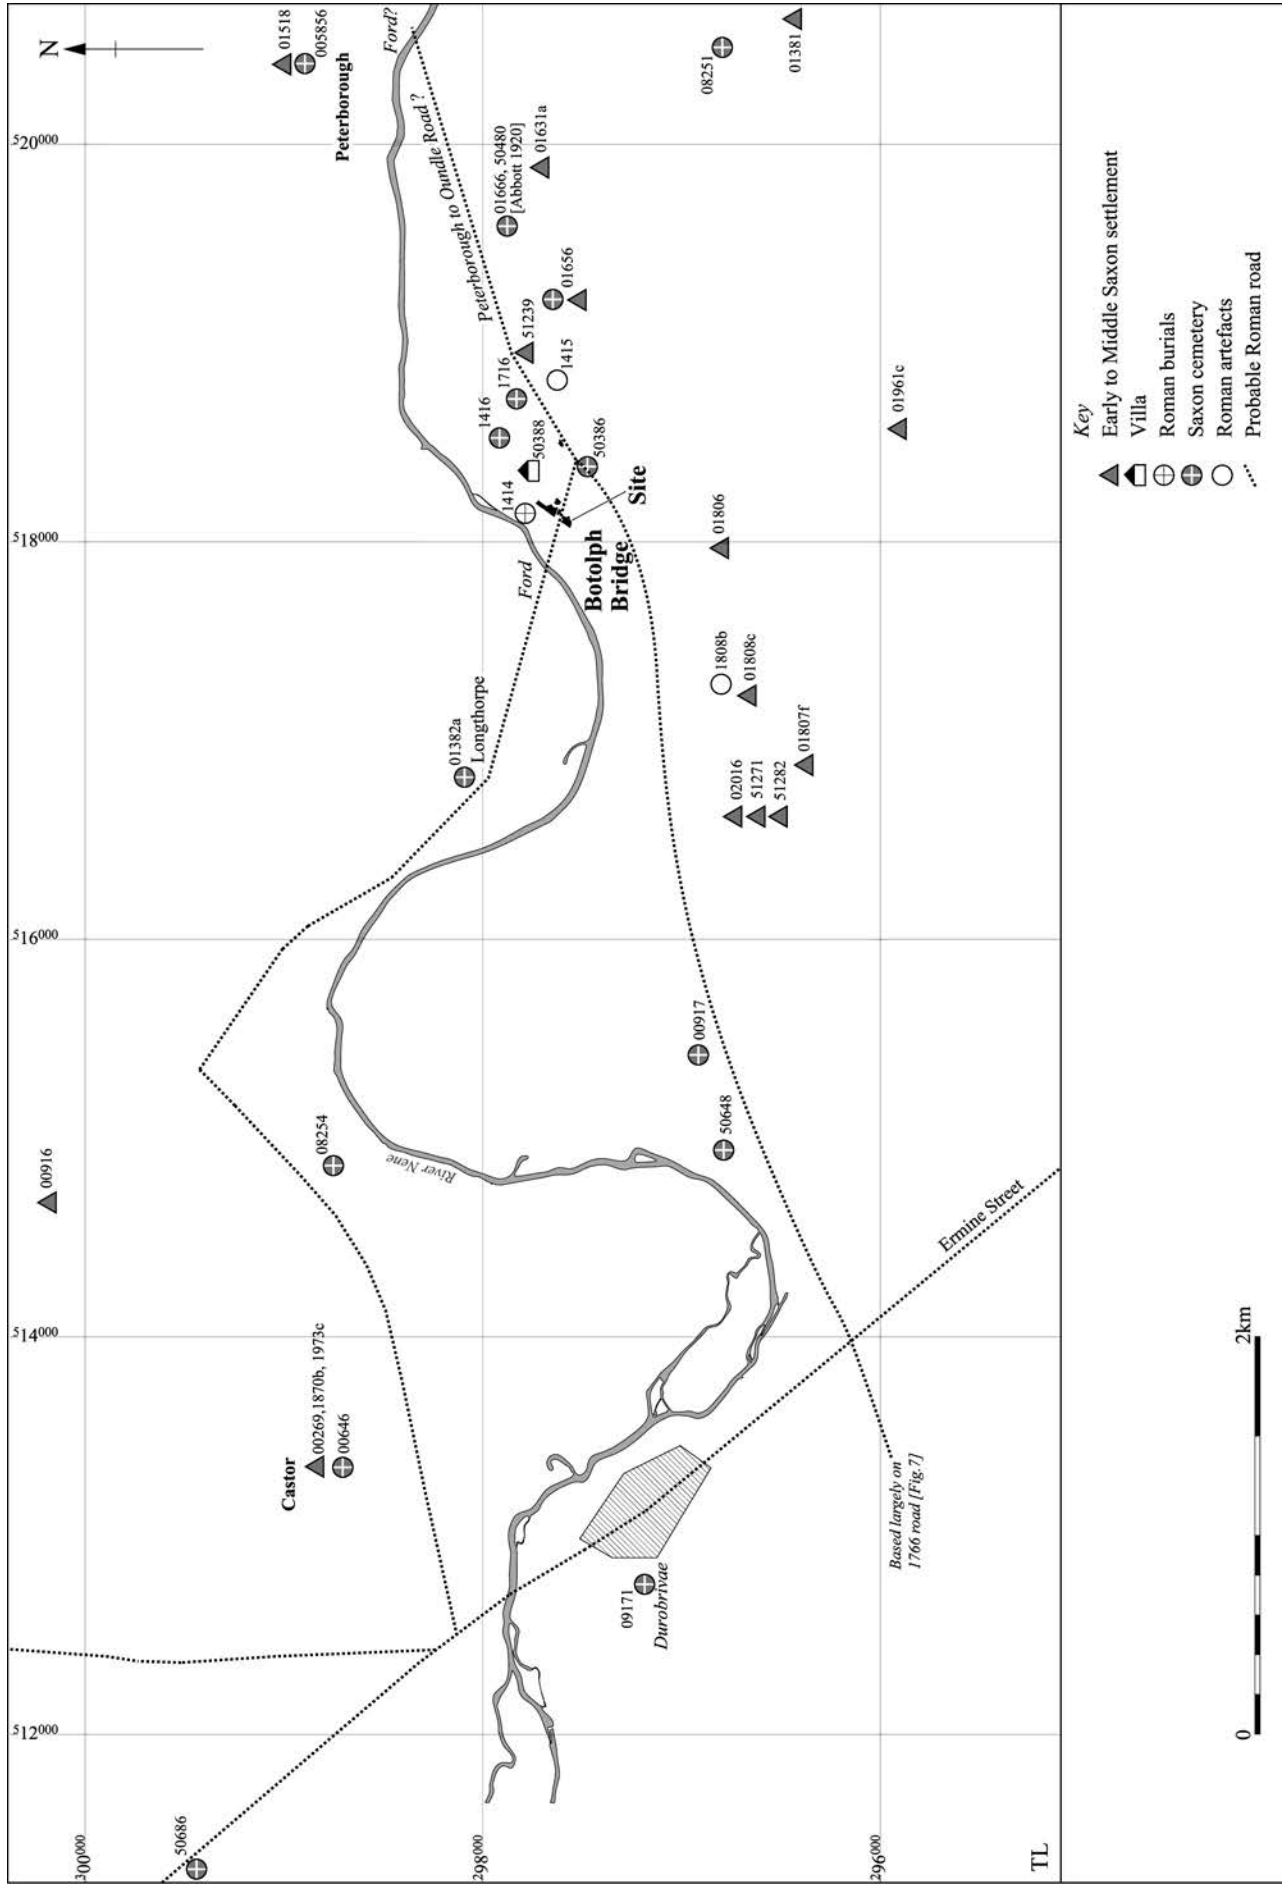 N
520000
518000
516000
514000
512000
300000
298000
296000
TL
01518
005856
Peterborough
Ford?
Peterborough to Oundle Road ?
01666, 50480
[Abbott 1920]
01631a
08251
01381
01656
51239
1415
1716
1416
50388
1414
50386
Site
Botolph
Bridge
Ford
01961c
01806
1808b
01808c
01807f
02016
51271
51282
01382a
Longthorpe
00917
50648
08254
River Nene
00916
Ermine Street
Castor
00269,1870b, 1973c
00646
Based largely on
1766 road [Fig.7]
09171
Durobrivae
50686
Key
Early to Middle Saxon settlement
Villa
Roman burials
Saxon cemetery
Roman artefacts
Probable Roman road
0
2km